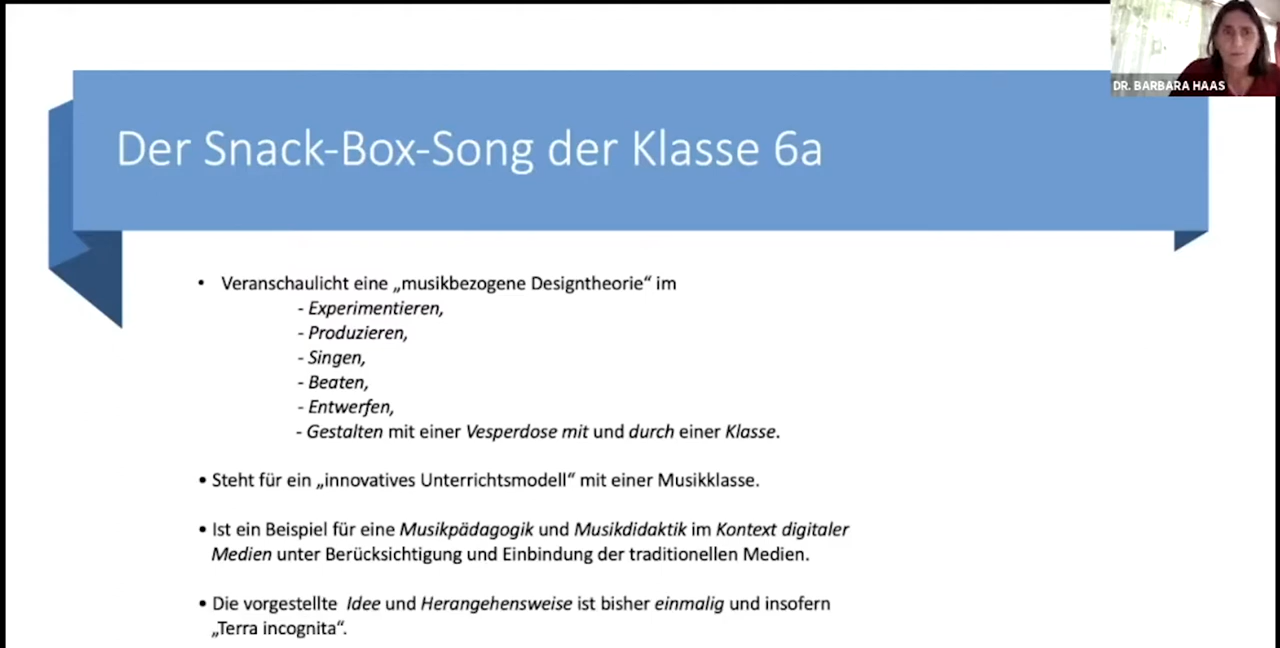 DR. BARBARA HAAS
Der Snack-Box-Song der Klasse 6a
• Veranschaulicht eine „musikbezogene Designtheorie“ im
- Experimentieren,
- Produzieren,
- Singen,
- Beaten,
- Entwerfen,
- Gestalten mit einer Vesperdose mit und durch einer Klasse.
• Steht für ein „innovatives Unterrichtsmodell“ mit einer Musikklasse.
• Ist ein Beispiel für eine Musikpädagogik und Musikdidaktik im Kontext digitaler
Medien unter Berücksichtigung und Einbindung der traditionellen Medien.
• Die vorgestellte Idee und Herangehensweise ist bisher einmalig und insofern
„Terra incognita“.